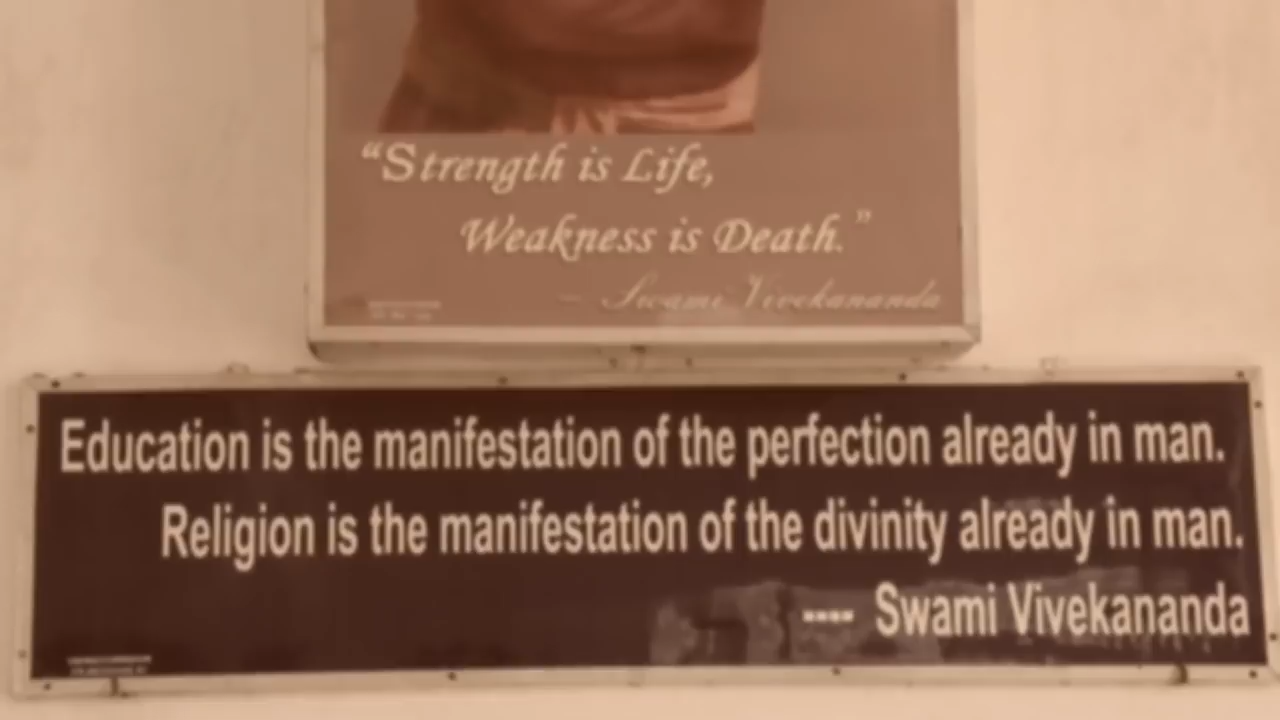 “Strength is Life,
Weakness is Death.”
– Swami Vivekananda
Education is the manifestation of the perfection already in man.
Religion is the manifestation of the divinity already in man.
---- Swami Vivekananda